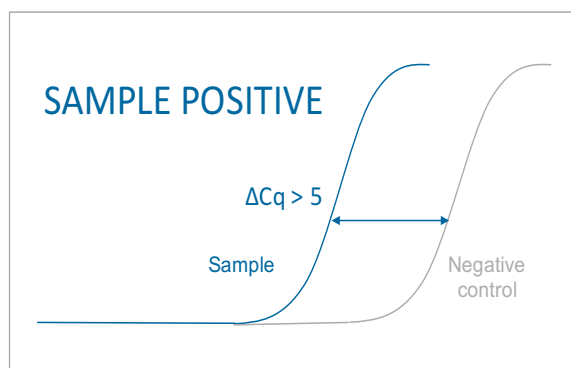 SAMPLE POSITIVE
ΔCq > 5
Sample
Negative
control